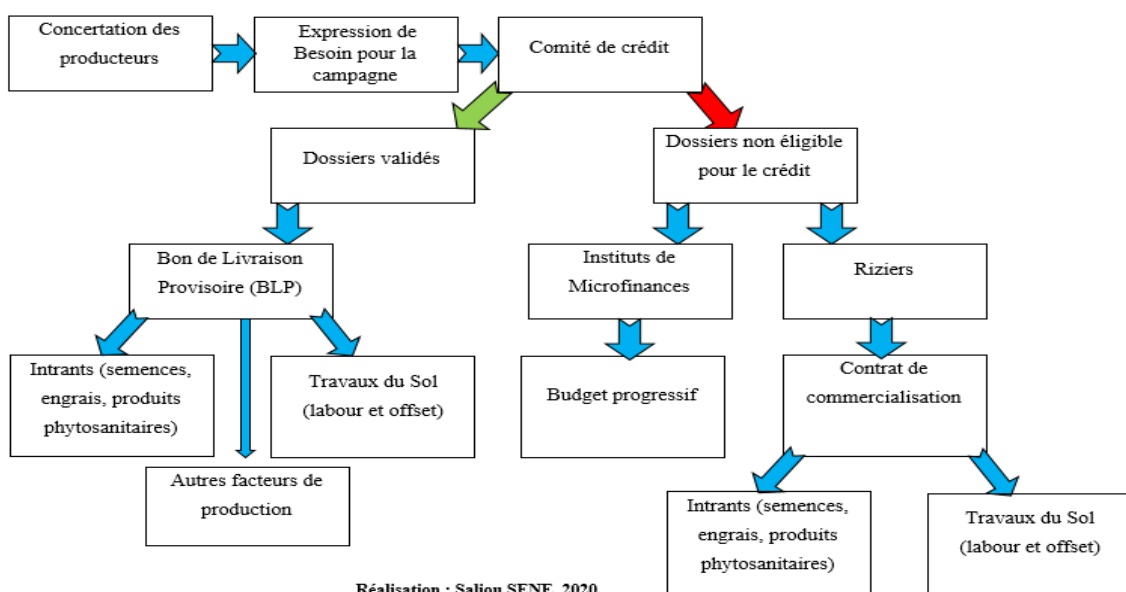 Concertation des
producteurs
Expression de
Besoin pour la
campagne
Comité de crédit
Dossiers validés
Dossiers non éligible
pour le crédit
Bon de Livraison
Provisoire (BLP)
Instituts de
Microfinances
Riziers
Intrants (semences,
engrais, produits
phytosanitaires)
Travaux du Sol
(labour et offset)
Budget progressif
Contrat de
commercialisation
Autres facteurs de
production
Intrants (semences,
engrais, produits
phytosanitaires)
Travaux du Sol
(labour et offset)
Réalisation : Saliou SENE, 2020